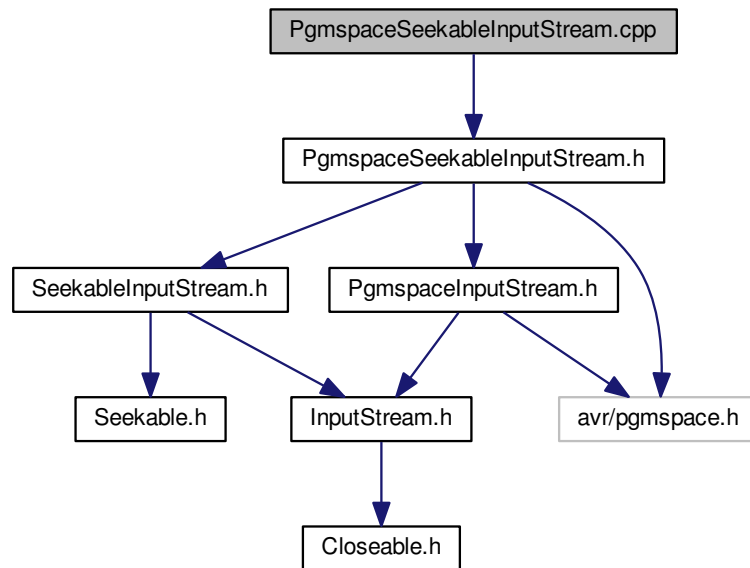 PgmspaceSeekableInputStream.cpp
PgmspaceSeekableInputStream.h
SeekableInputStream.h
PgmspaceInputStream.h
Seekable.h
InputStream.h
avr/pgmspace.h
Closeable.h